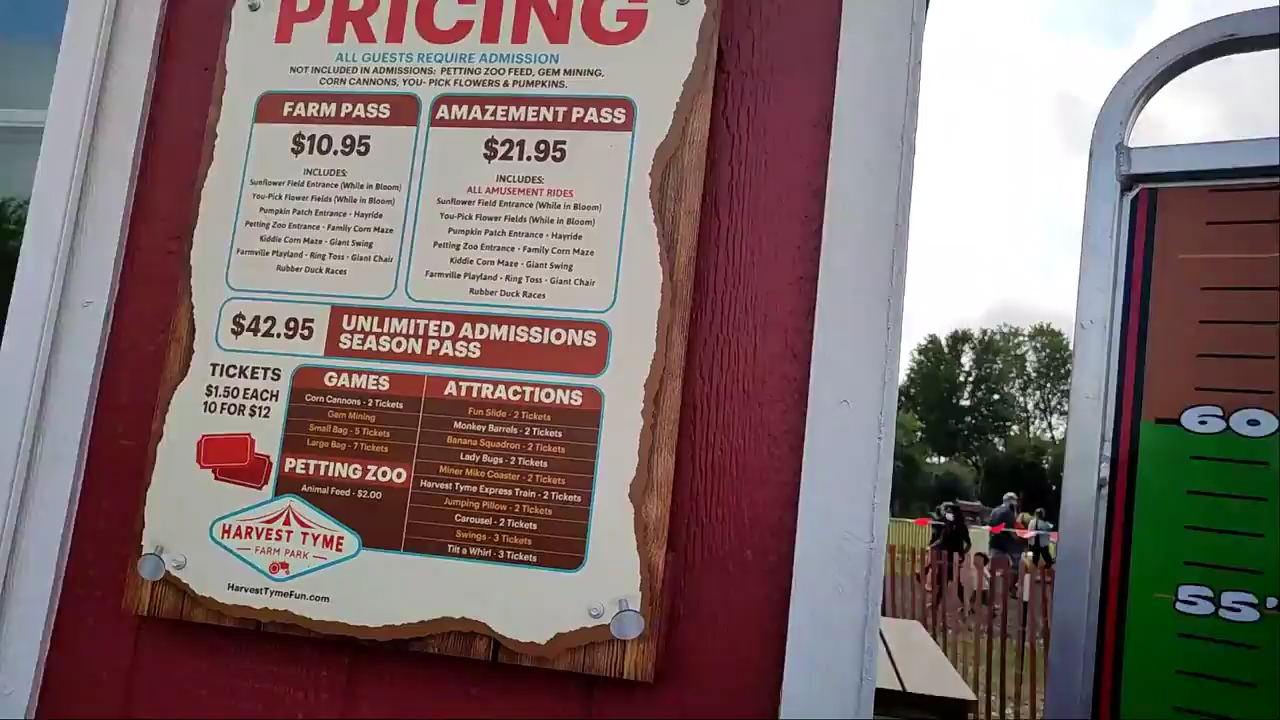 PRICING
ALL GUESTS REQUIRE ADMISSION
NOT INCLUDED IN ADMISSIONS: PETTING ZOO FEED, GEM MINING,
CORN CANNONS, YOU- PICK FLOWERS & PUMPKINS.
FARM PASS
$10.95
INCLUDES:
Sunflower Field Entrance (While in Bloom)
You-Pick Flower Fields (While in Bloom)
Pumpkin Patch Entrance - Hayride
Petting Zoo Entrance - Family Corn Maze
Kiddie Corn Maze - Giant Swing
Farmville Playland - Ring Toss - Giant Chair
Rubber Duck Races
AMAZEMENT PASS
$21.95
INCLUDES:
ALL AMUSEMENT RIDES
Sunflower Field Entrance (While in Bloom)
You-Pick Flower Fields (While in Bloom)
Pumpkin Patch Entrance - Hayride
Petting Zoo Entrance - Family Corn Maze
Kiddie Corn Maze - Giant Swing
Farmville Playland - Ring Toss - Giant Chair
Rubber Duck Races
$42.95
UNLIMITED ADMISSIONS
SEASON PASS
TICKETS
$1.50 EACH
10 FOR $12
GAMES
Corn Cannons - 2 Tickets
Gem Mining
Small Bag - 5 Tickets
Large Bag - 7 Tickets
PETTING ZOO
Animal Feed - $2.00
ATTRACTIONS
Fun Slide - 2 Tickets
Monkey Barrels - 2 Tickets
Banana Squadron - 2 Tickets
Lady Bugs - 2 Tickets
Miner Mike Coaster - 2 Tickets
Harvest Tyme Express Train - 2 Tickets
Jumping Pillow - 2 Tickets
Carousel - 2 Tickets
Swings - 3 Tickets
Tilt a Whirl - 3 Tickets
HARVEST TYME
FARM PARK
HarvestTymeFun.com
60
55"